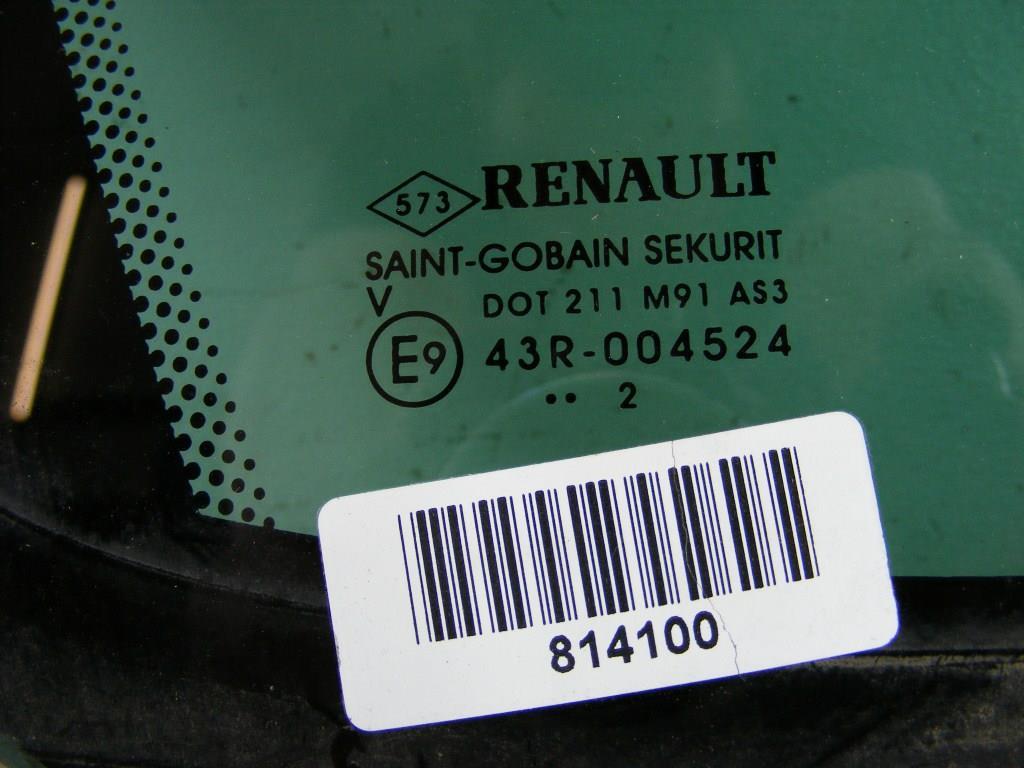 573 RENAULT
SAINT-GOBAIN SEKURIT
V DOT 211 M91 AS3
E9 43R-004524
.. 2
814100